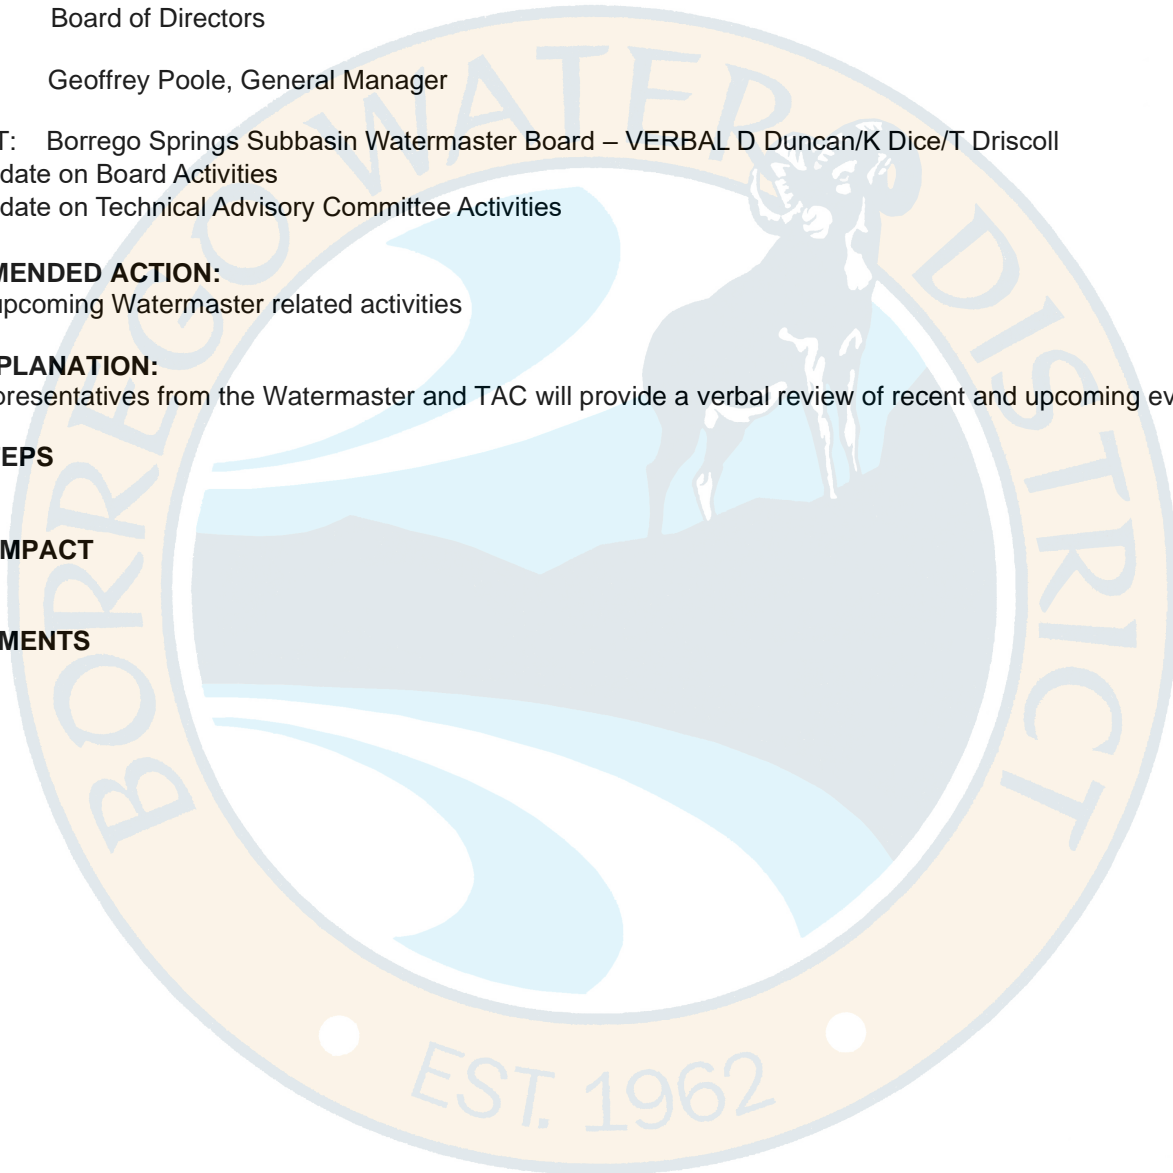 Board of Directors
Geoffrey Poole, General Manager
T: Borrego Springs Subbasin Watermaster Board – VERBAL D Duncan/K Dice/T Driscoll
date on Board Activities
date on Technical Advisory Committee Activities
MENDED ACTION:
upcoming Watermaster related activities
PLANATION:
presentatives from the Watermaster and TAC will provide a verbal review of recent and upcoming ev
EPS
MPACT
MENTS
BORREGO WATER DISTRICT
EST. 1962